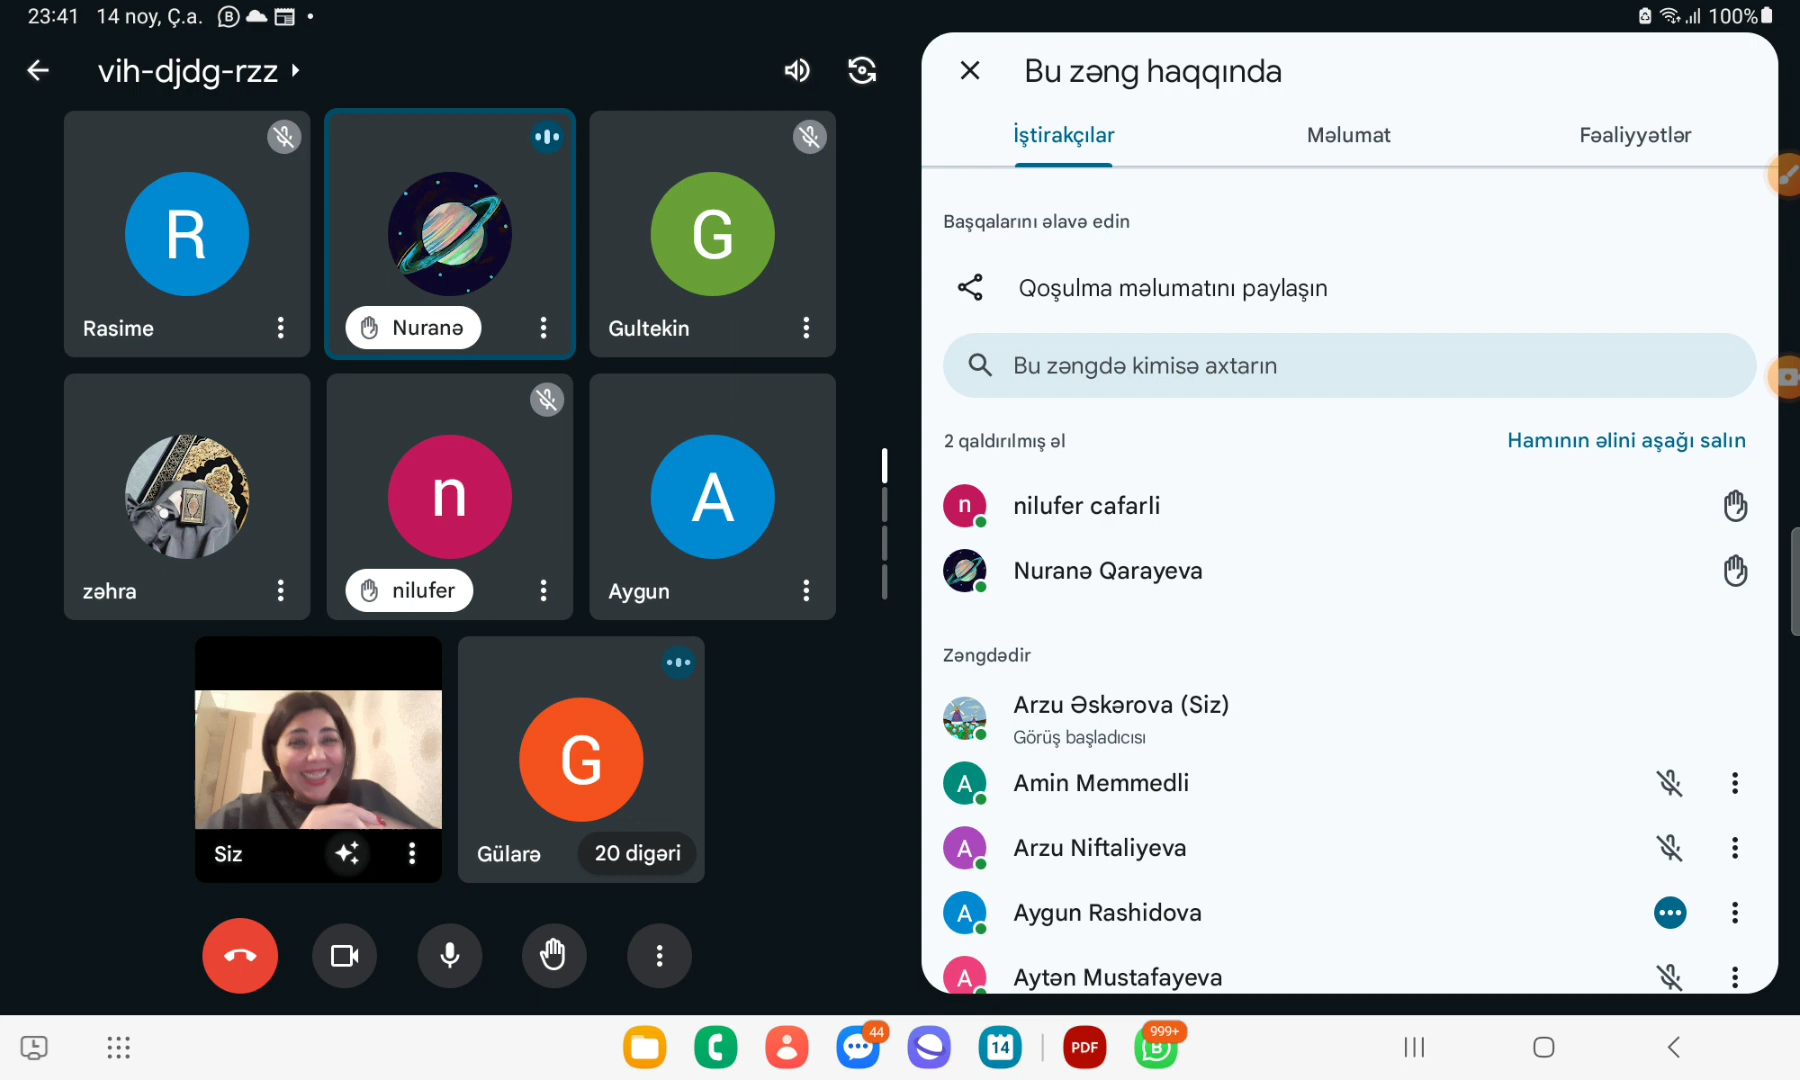 23:41 14 noy, Ç.a.
100%
vih-djdg-rzz
R
Rasime
Nuranə
G
Gultekin
zəhra
n
nilufer
A
Aygun
Siz
G
Gülarə
20 digəri
Bu zəng haqqında
İştirakçılar
Məlumat
Fəaliyyətlər
Başqalarını əlavə edin
Qoşulma məlumatını paylaşın
Bu zəngdə kimisə axtarın
2 qaldırılmış əl
Hamının əlini aşağı salın
n
nilufer cafarli
Nuranə Qarayeva
Zəngdədir
Arzu Əskərova (Siz)
Görüş başladıcısı
A
Amin Memmedli
A
Arzu Niftaliyeva
A
Aygun Rashidova
A
Aytən Mustafayeva
44
14
PDF
999+
B